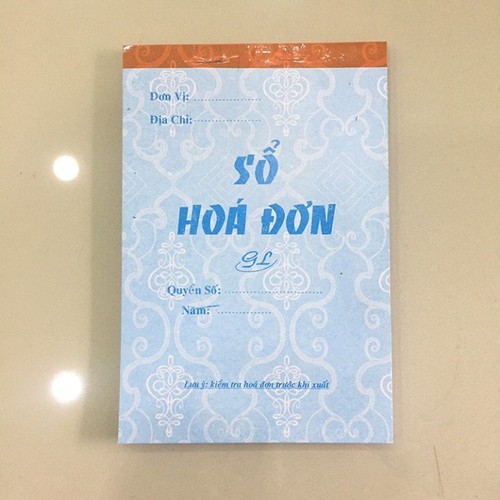 Đơn Vị: ........................
Địa Chỉ: ........................
SỔ
HOÁ ĐƠN
GL
Quyển Số: ................................
Năm: ..................
Lưu ý: kiểm tra hoá đơn trước khi xuất